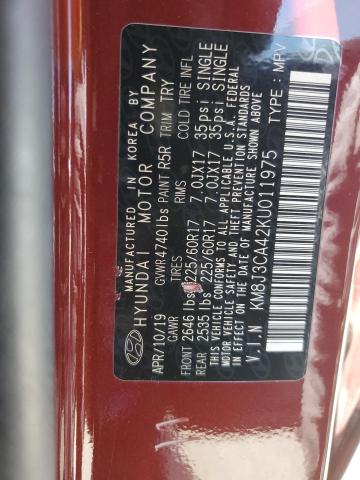 MANUFACTURED IN KOREA BY
HYUNDAI MOTOR COMPANY
APR/10/19 GVWR 4740 lbs PAINT R5R TRIM TRY
GAWR TIRES RIMS COLD TIRE INFL
FRONT 2646 lbs 225/60R17 7.0JX17 35psi SINGLE
REAR 2535 lbs 225/60R17 7.0JX17 35psi SINGLE
THIS VEHICLE CONFORMS TO ALL APPLICABLE U.S.A. FEDERAL
MOTOR VEHICLE SAFETY, BUMPER, AND THEFT PREVENTION STANDARDS
IN EFFECT ON THE DATE OF MANUFACTURE SHOWN ABOVE
V.I.N KM8J3CA42KU011975 TYPE : MPV